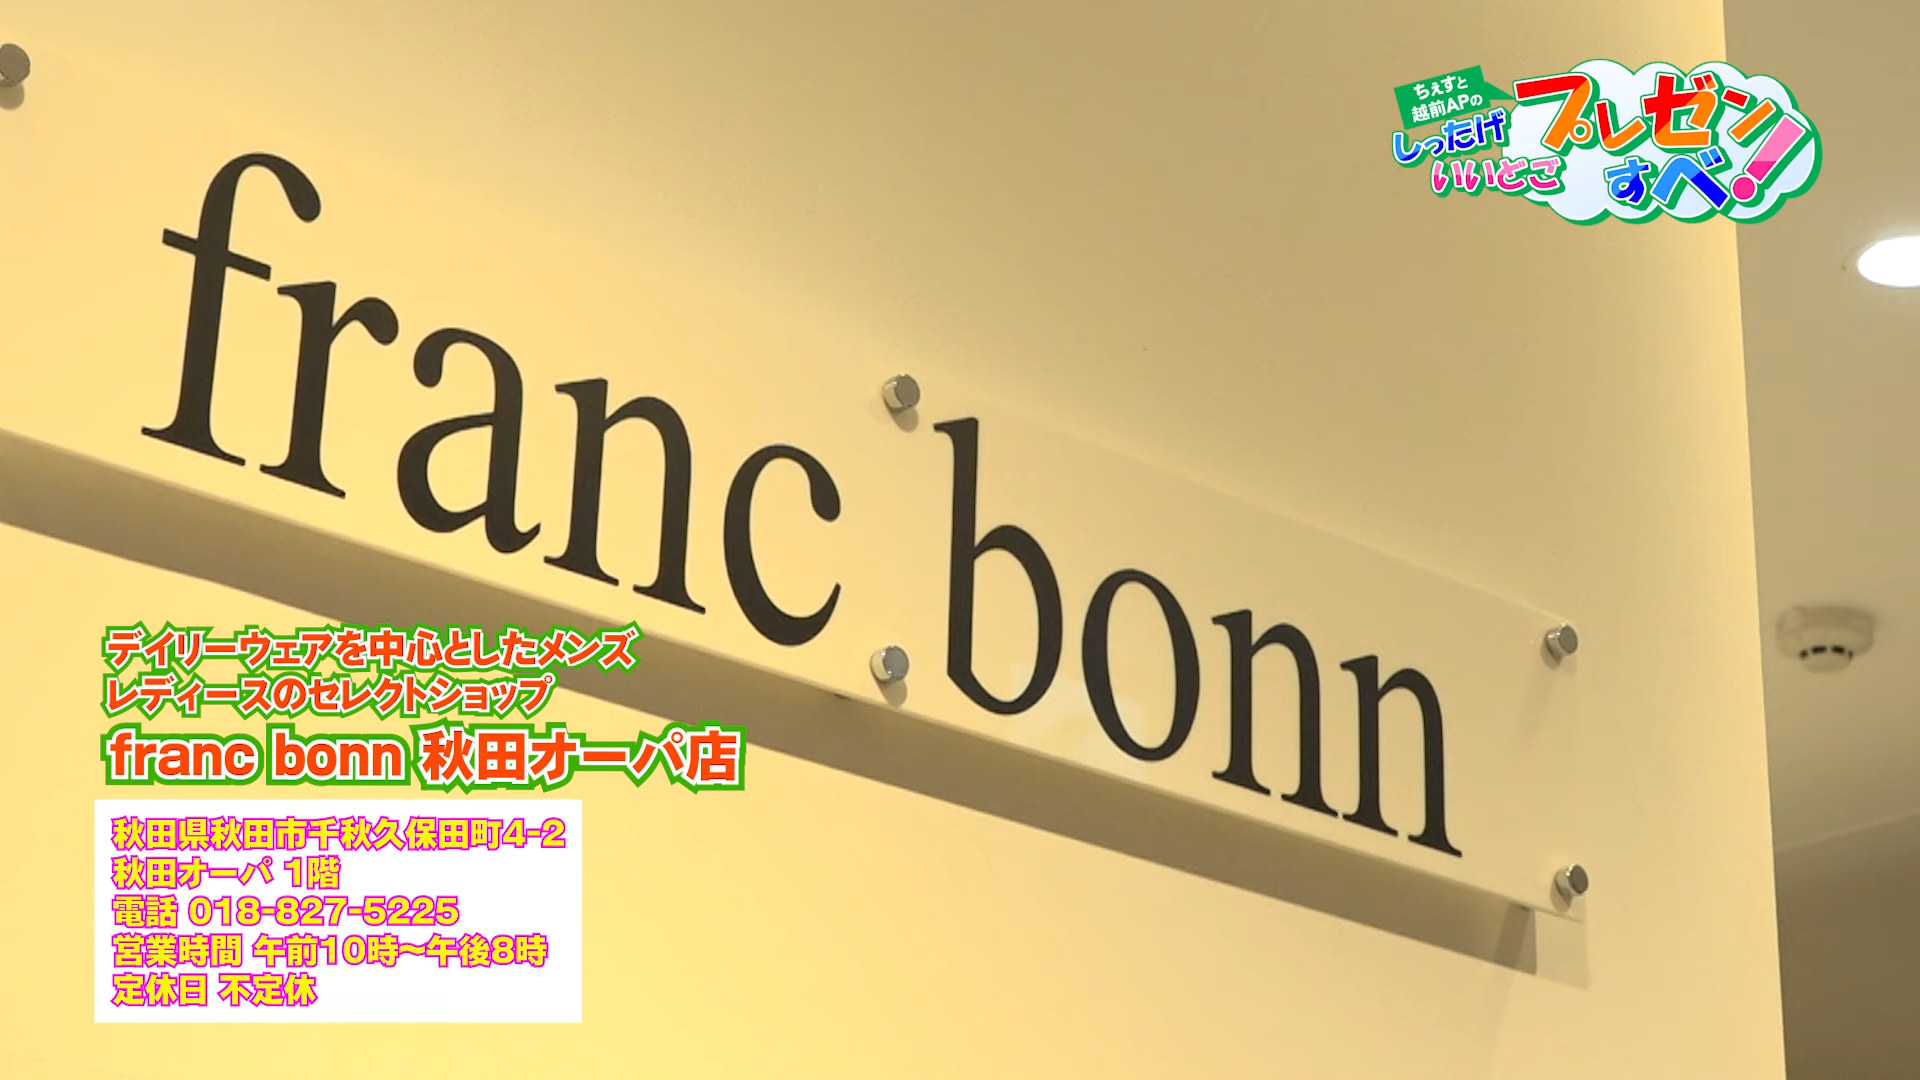 ちぇすと
越前APの
しったげ
いいどご
プレゼン
すべ!
franc bonn
デイリーウェアを中心としたメンズ
レディースのセレクトショップ
franc bonn 秋田オーパ店
秋田県秋田市千秋久保田町4-2
秋田オーパ 1階
電話 018-827-5225
営業時間 午前10時～午後8時
定休日 不定休